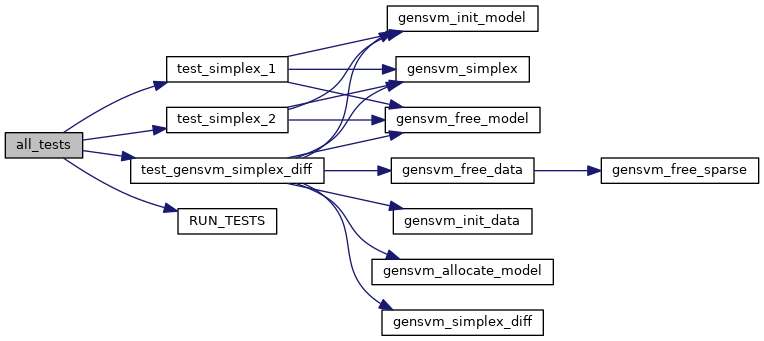 gensvm_init_model
test_simplex_1
gensvm_simplex
test_simplex_2
gensvm_free_model
all_tests
test_gensvm_simplex_diff
gensvm_free_data
gensvm_free_sparse
RUN_TESTS
gensvm_init_data
gensvm_allocate_model
gensvm_simplex_diff